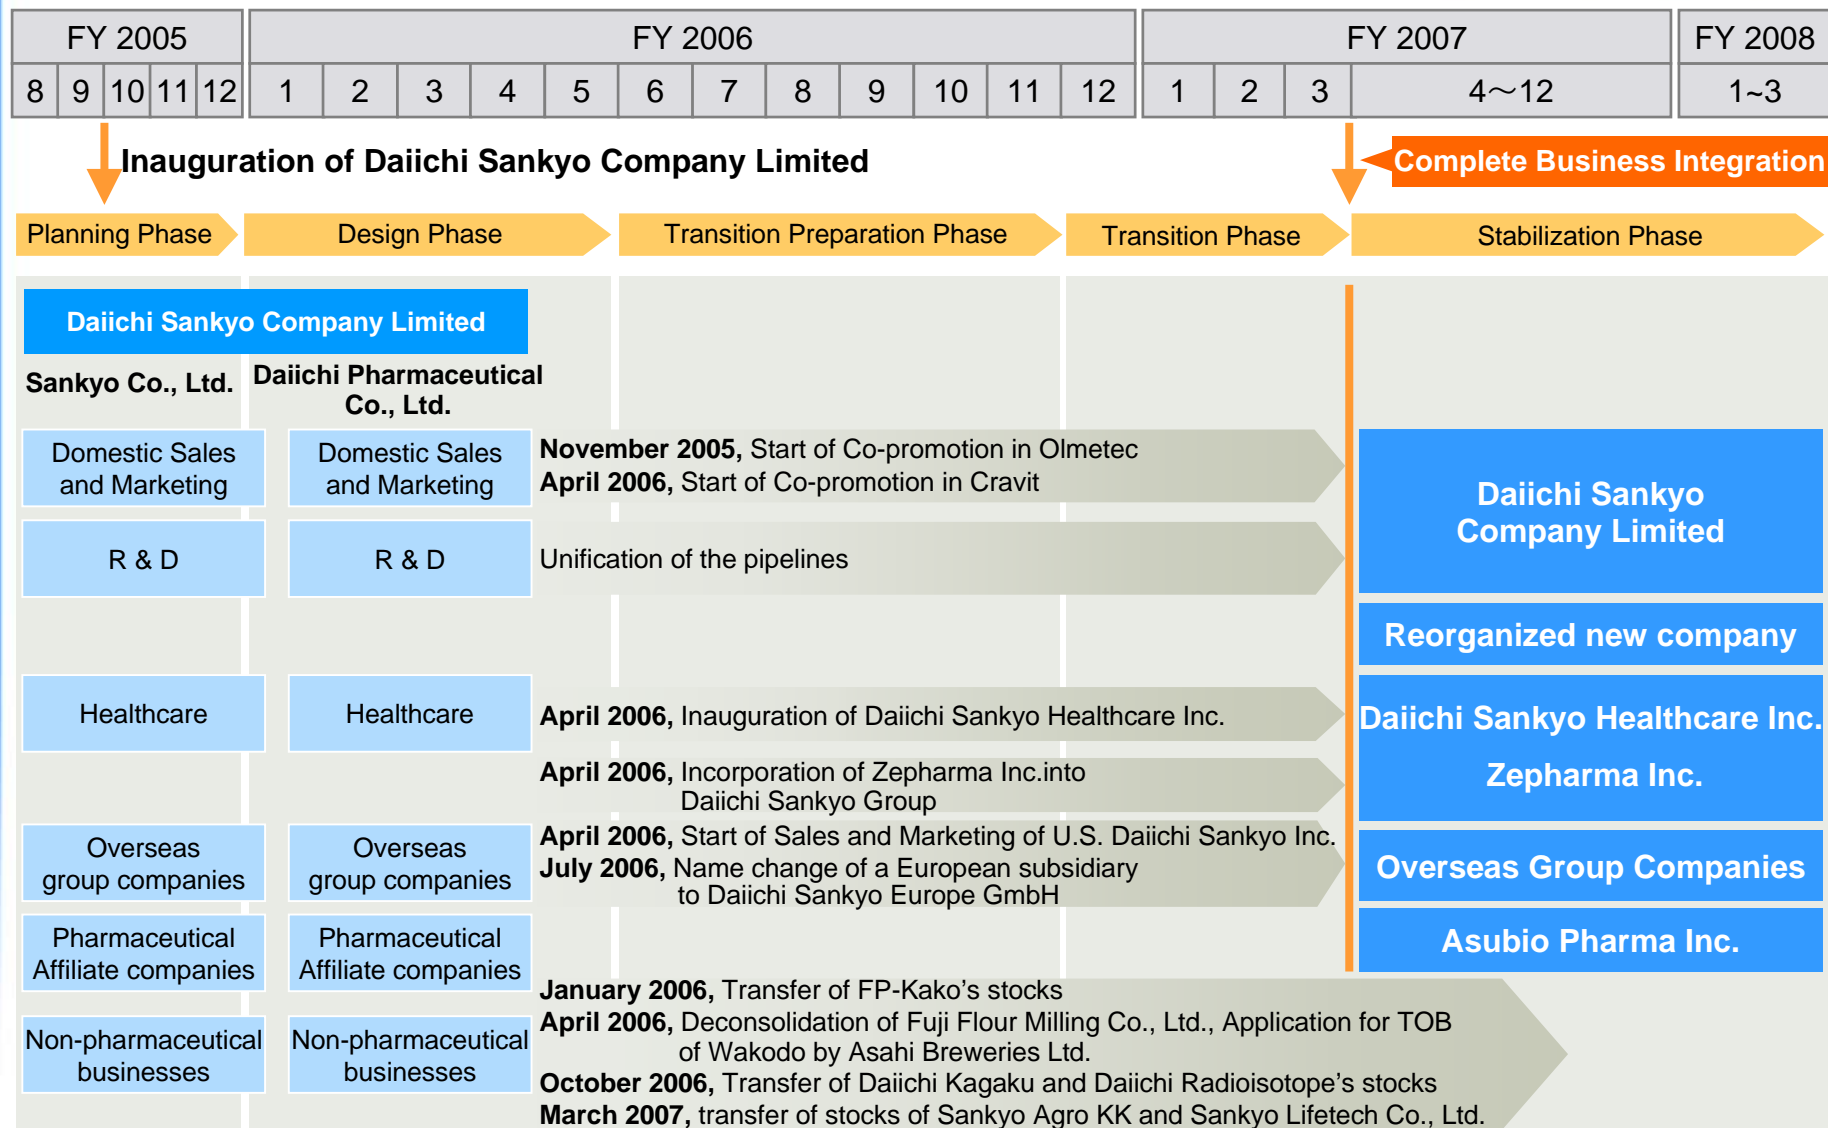 FY 2005 FY 2006 FY 2007 FY 2008
8 9 10 11 12 1 2 3 4 5 6 7 8 9 10 11 12 1 2 3 4～12 1~3
Inauguration of Daiichi Sankyo Company Limited
Complete Business Integration
Planning Phase Design Phase Transition Preparation Phase Transition Phase Stabilization Phase
Daiichi Sankyo Company Limited
Sankyo Co., Ltd.
Daiichi Pharmaceutical
Co., Ltd.
Domestic Sales
and Marketing
Domestic Sales
and Marketing
November 2005, Start of Co-promotion in Olmetec
April 2006, Start of Co-promotion in Cravit
Daiichi Sankyo
Company Limited
R & D
R & D
Unification of the pipelines
Reorganized new company
Healthcare
Healthcare
April 2006, Inauguration of Daiichi Sankyo Healthcare Inc.
April 2006, Incorporation of Zepharma Inc.into
Daiichi Sankyo Group
Daiichi Sankyo Healthcare Inc.
Zepharma Inc.
Overseas
group companies
Overseas
group companies
April 2006, Start of Sales and Marketing of U.S. Daiichi Sankyo Inc.
July 2006, Name change of a European subsidiary
to Daiichi Sankyo Europe GmbH
Overseas Group Companies
Pharmaceutical
Affiliate companies
Pharmaceutical
Affiliate companies
Asubio Pharma Inc.
Non-pharmaceutical
businesses
Non-pharmaceutical
businesses
January 2006, Transfer of FP-Kako’s stocks
April 2006, Deconsolidation of Fuji Flour Milling Co., Ltd., Application for TOB
of Wakodo by Asahi Breweries Ltd.
October 2006, Transfer of Daiichi Kagaku and Daiichi Radioisotope’s stocks
March 2007, transfer of stocks of Sankyo Agro KK and Sankyo Lifetech Co., Ltd.